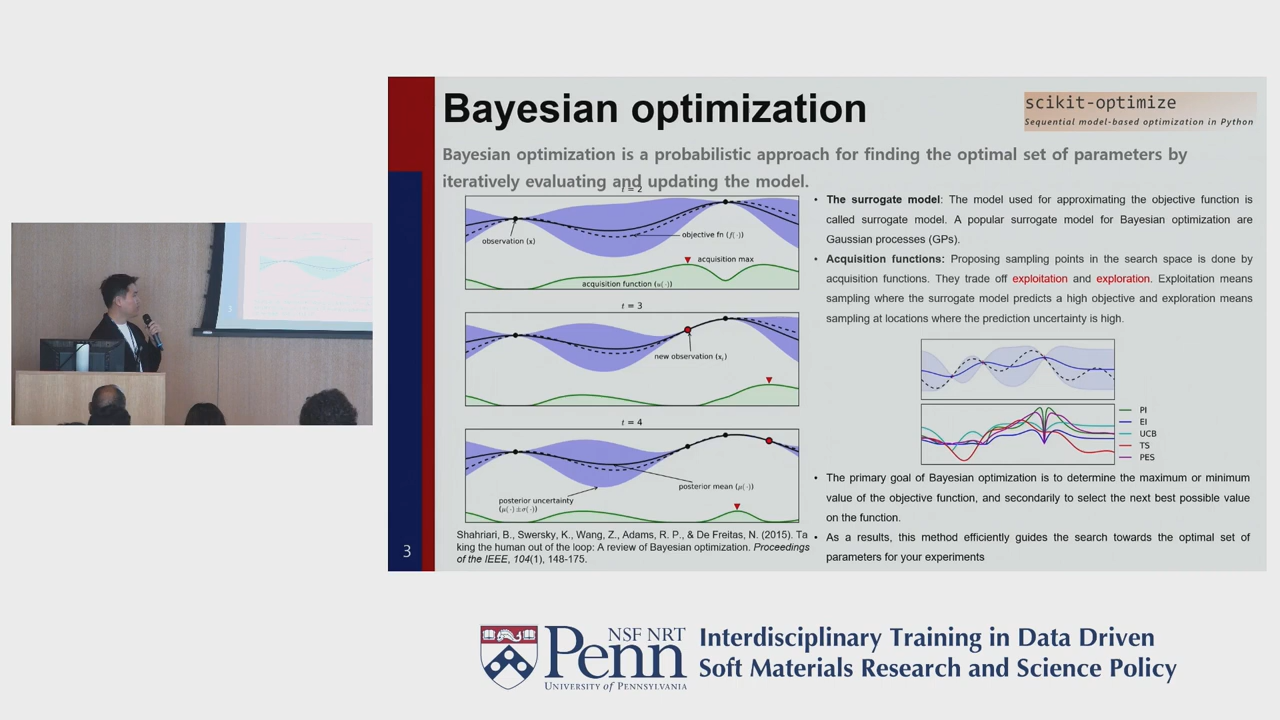 Bayesian optimization
scikit-optimize
Sequential model-based optimization in Python
Bayesian optimization is a probabilistic approach for finding the optimal set of parameters by
iteratively evaluating and updating the model.
t = 2
observation (x)
objective fn (f(·))
acquisition max
acquisition function (u(·))
t = 3
new observation (xₜ)
t = 4
posterior mean (μ(·))
posterior uncertainty
(μ(·)±σ(·))
Shahriari, B., Swersky, K., Wang, Z., Adams, R. P., & De Freitas, N. (2015). Ta
king the human out of the loop: A review of Bayesian optimization. Proceedings
of the IEEE, 104(1), 148-175.
• The surrogate model: The model used for approximating the objective function is
called surrogate model. A popular surrogate model for Bayesian optimization are
Gaussian processes (GPs).
• Acquisition functions: Proposing sampling points in the search space is done by
acquisition functions. They trade off exploitation and exploration. Exploitation means
sampling where the surrogate model predicts a high objective and exploration means
sampling at locations where the prediction uncertainty is high.
PI
EI
UCB
TS
PES
• The primary goal of Bayesian optimization is to determine the maximum or minimum
value of the objective function, and secondarily to select the next best possible value
on the function.
• As a results, this method efficiently guides the search towards the optimal set of
parameters for your experiments
3
NSF NRT
Penn
UNIVERSITY of PENNSYLVANIA
Interdisciplinary Training in Data Driven
Soft Materials Research and Science Policy